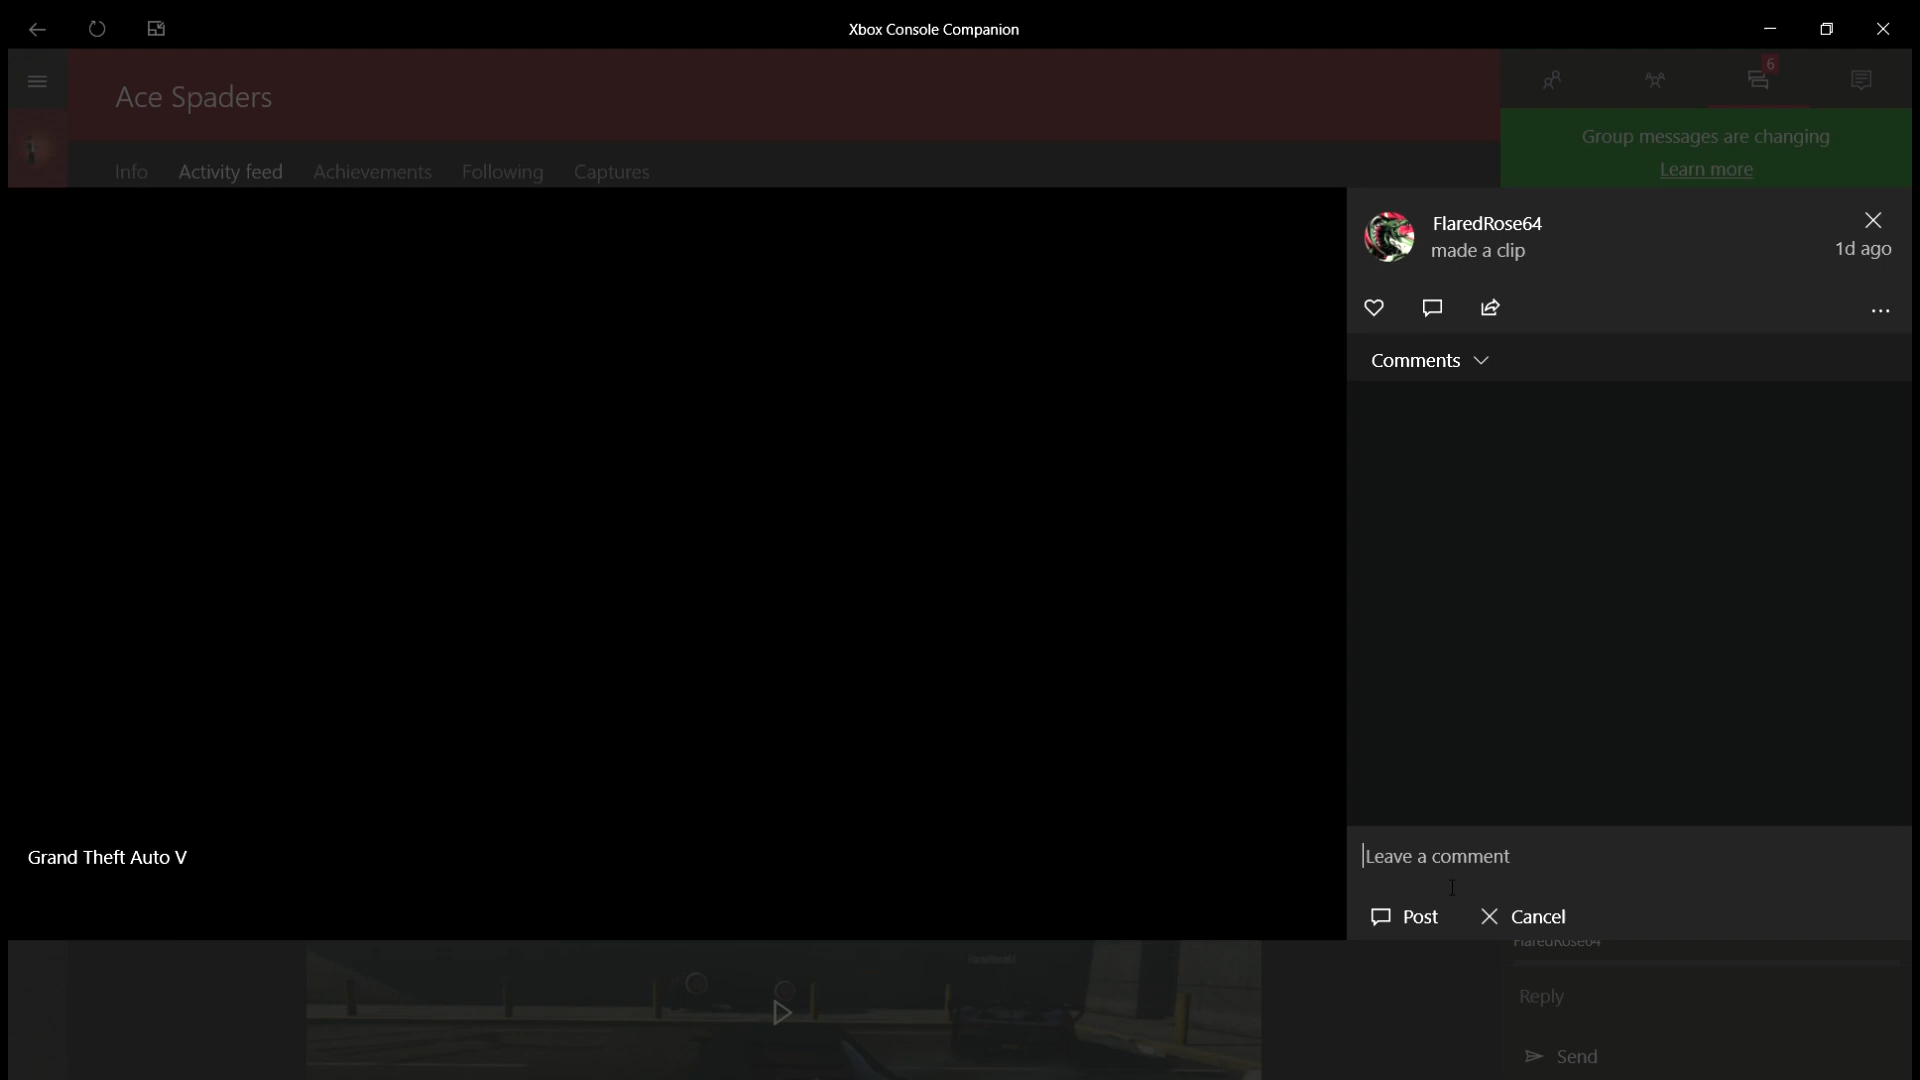 Xbox Console Companion
Ace Spaders
6
Info Activity feed Achievements Following Captures
Group messages are changing
Learn more
FlaredRose64
made a clip
1d ago
Comments
Grand Theft Auto V
Leave a comment
Post Cancel
FlaredRose64
Reply
Send